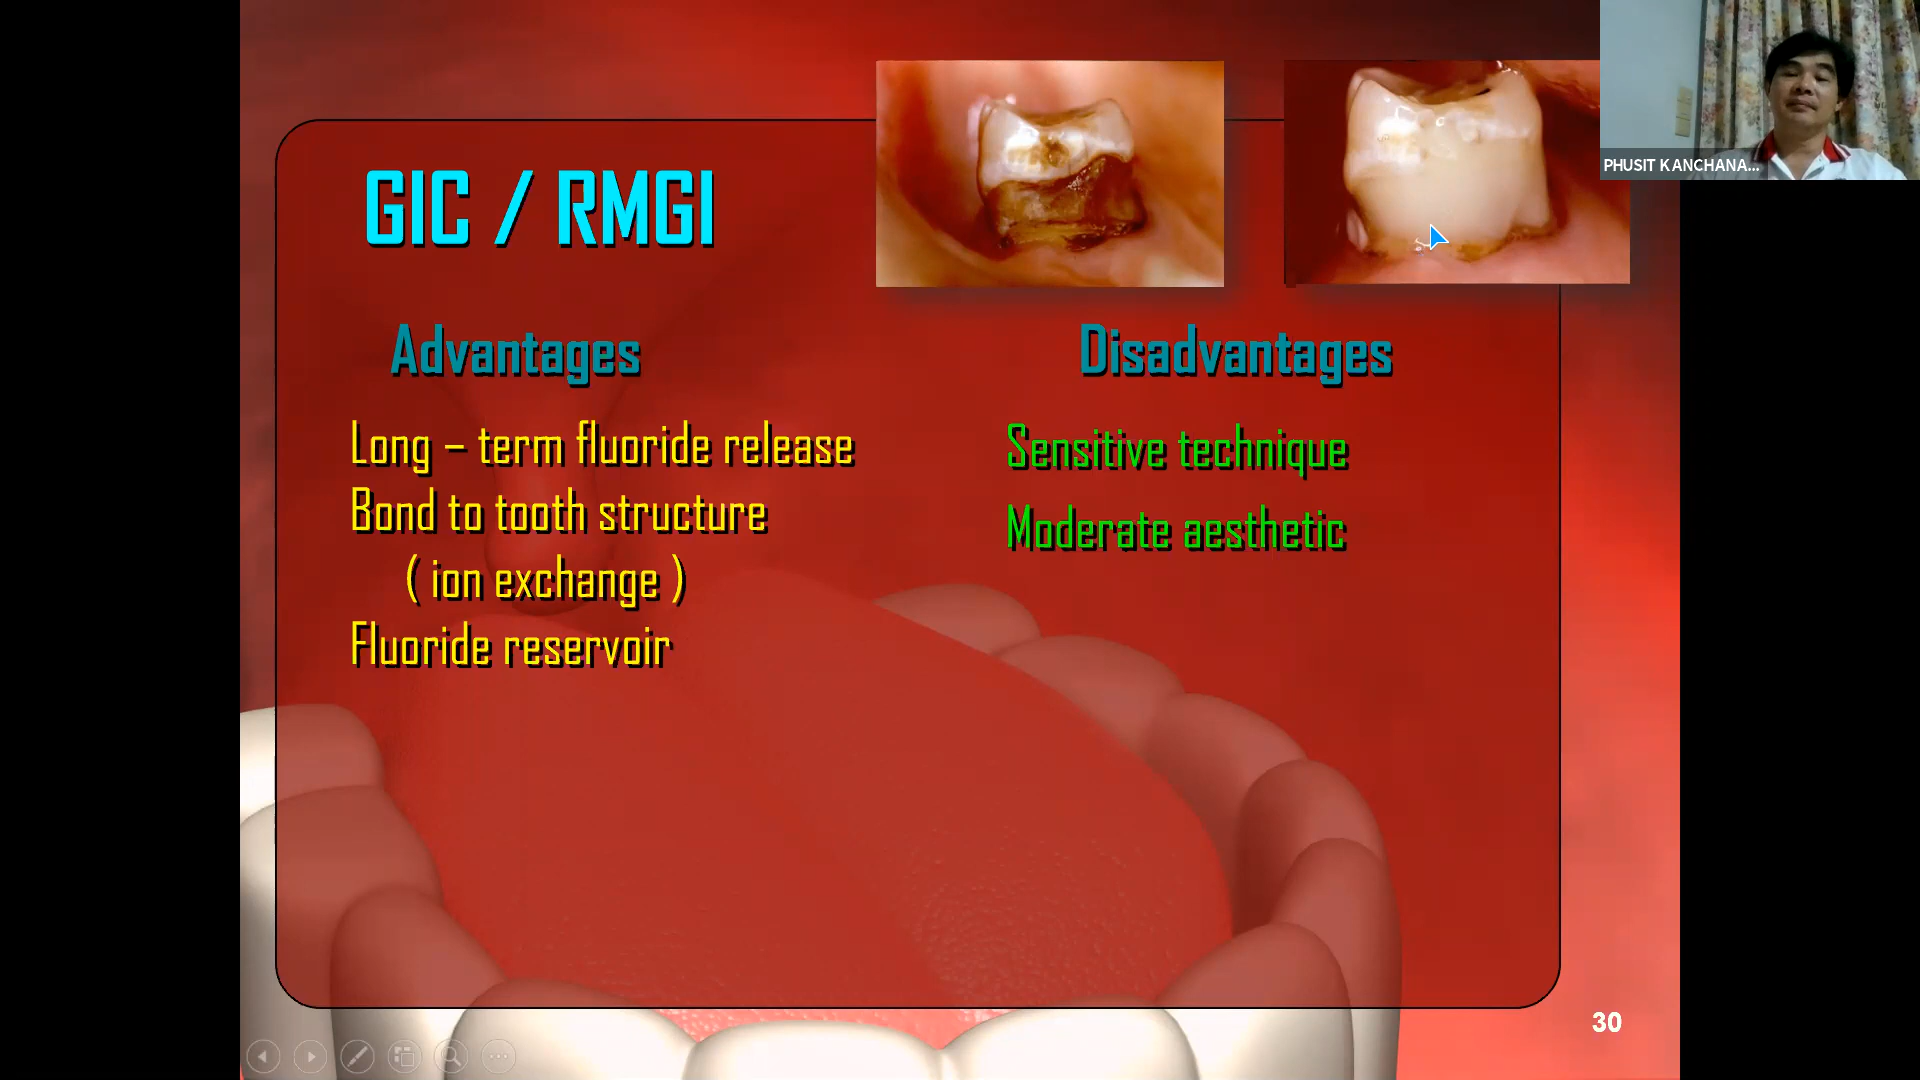 PHUSIT KANCHANA...
GIC / RMGI
Advantages
Long – term fluoride release
Bond to tooth structure
( ion exchange )
Fluoride reservoir
Disadvantages
Sensitive technique
Moderate aesthetic
30